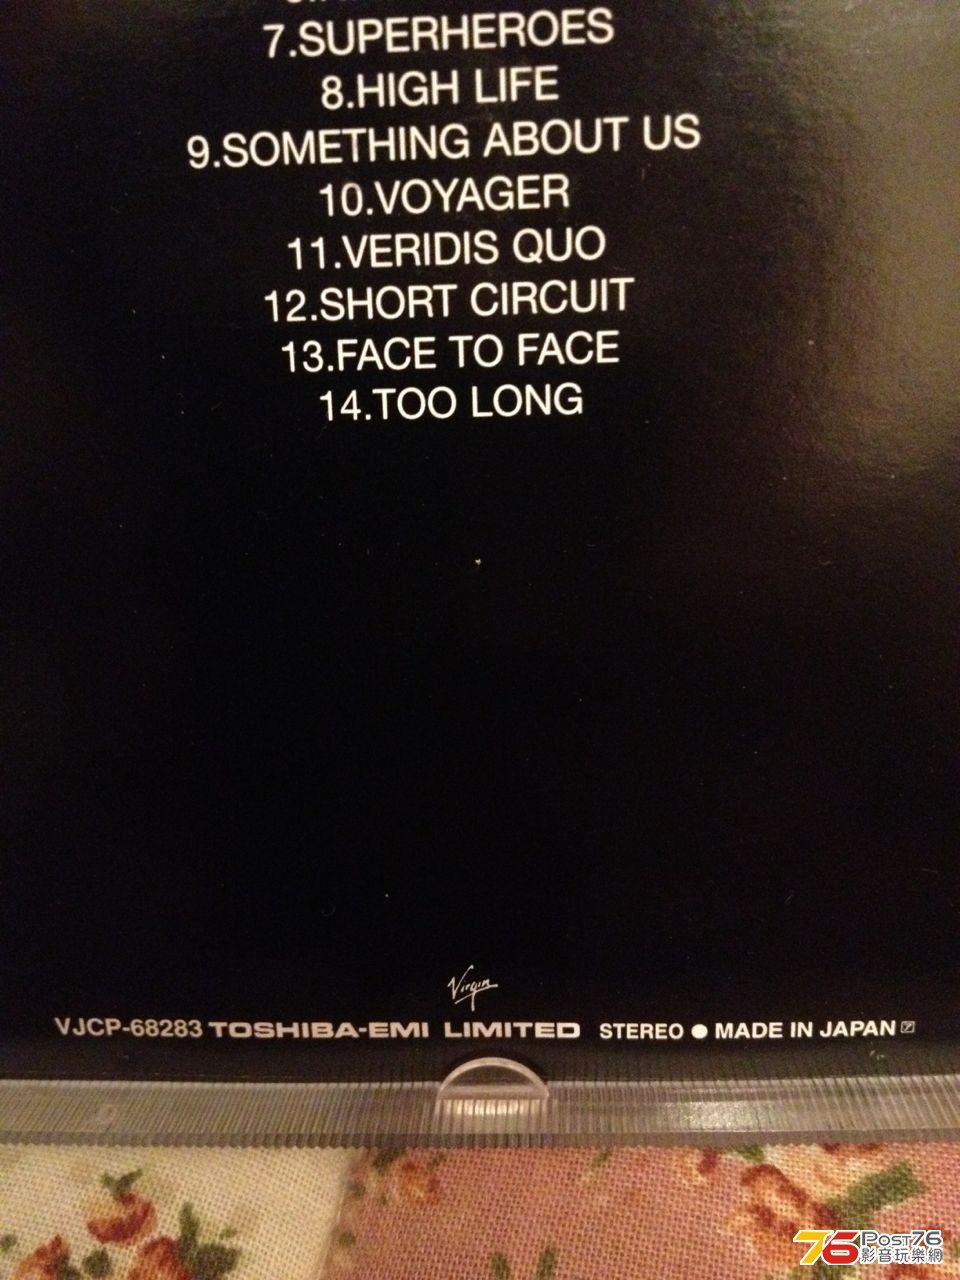 7.SUPERHEROES
8.HIGH LIFE
9.SOMETHING ABOUT US
10.VOYAGER
11.VERIDIS QUO
12.SHORT CIRCUIT
13.FACE TO FACE
14.TOO LONG
Virgin
VJCP-68283 TOSHIBA-EMI LIMITED STEREO ● MADE IN JAPAN
76 POST76
影音玩樂網